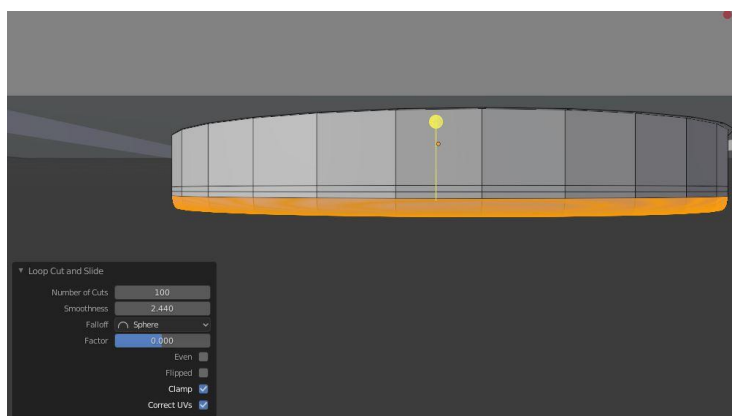 Loop Cut and Slide
Number of Cuts 100
Smoothness 2.440
Falloff Sphere
Factor 0.000
Even
Flipped
Clamp
Correct UVs